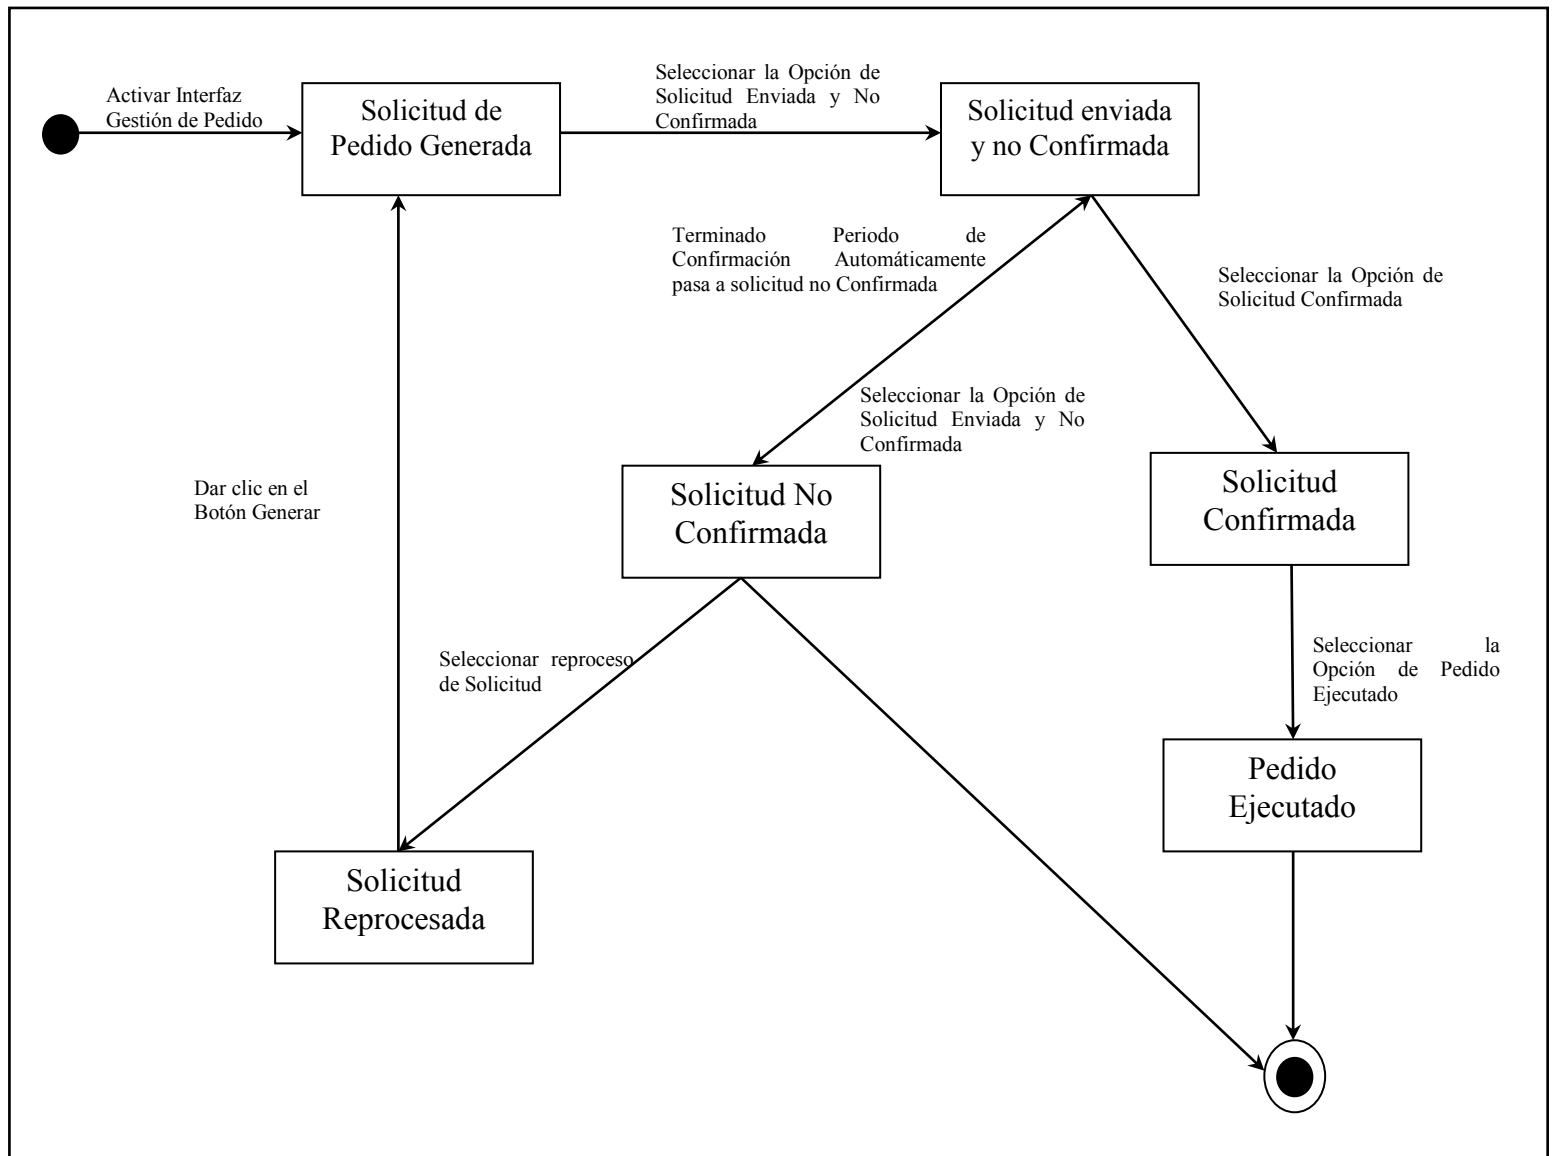 Activar Interfaz
Gestión de Pedido
Solicitud de
Pedido Generada
Seleccionar la Opción de
Solicitud Enviada y No
Confirmada
Solicitud enviada
y no Confirmada
Terminado Periodo de
Confirmación Automáticamente
pasa a solicitud no Confirmada
Seleccionar la Opción de
Solicitud Confirmada
Seleccionar la Opción de
Solicitud Enviada y No
Confirmada
Dar clic en el
Botón Generar
Solicitud No
Confirmada
Solicitud
Confirmada
Seleccionar reproceso
de Solicitud
Seleccionar la
Opción de Pedido
Ejecutado
Pedido
Ejecutado
Solicitud
Reprocesada